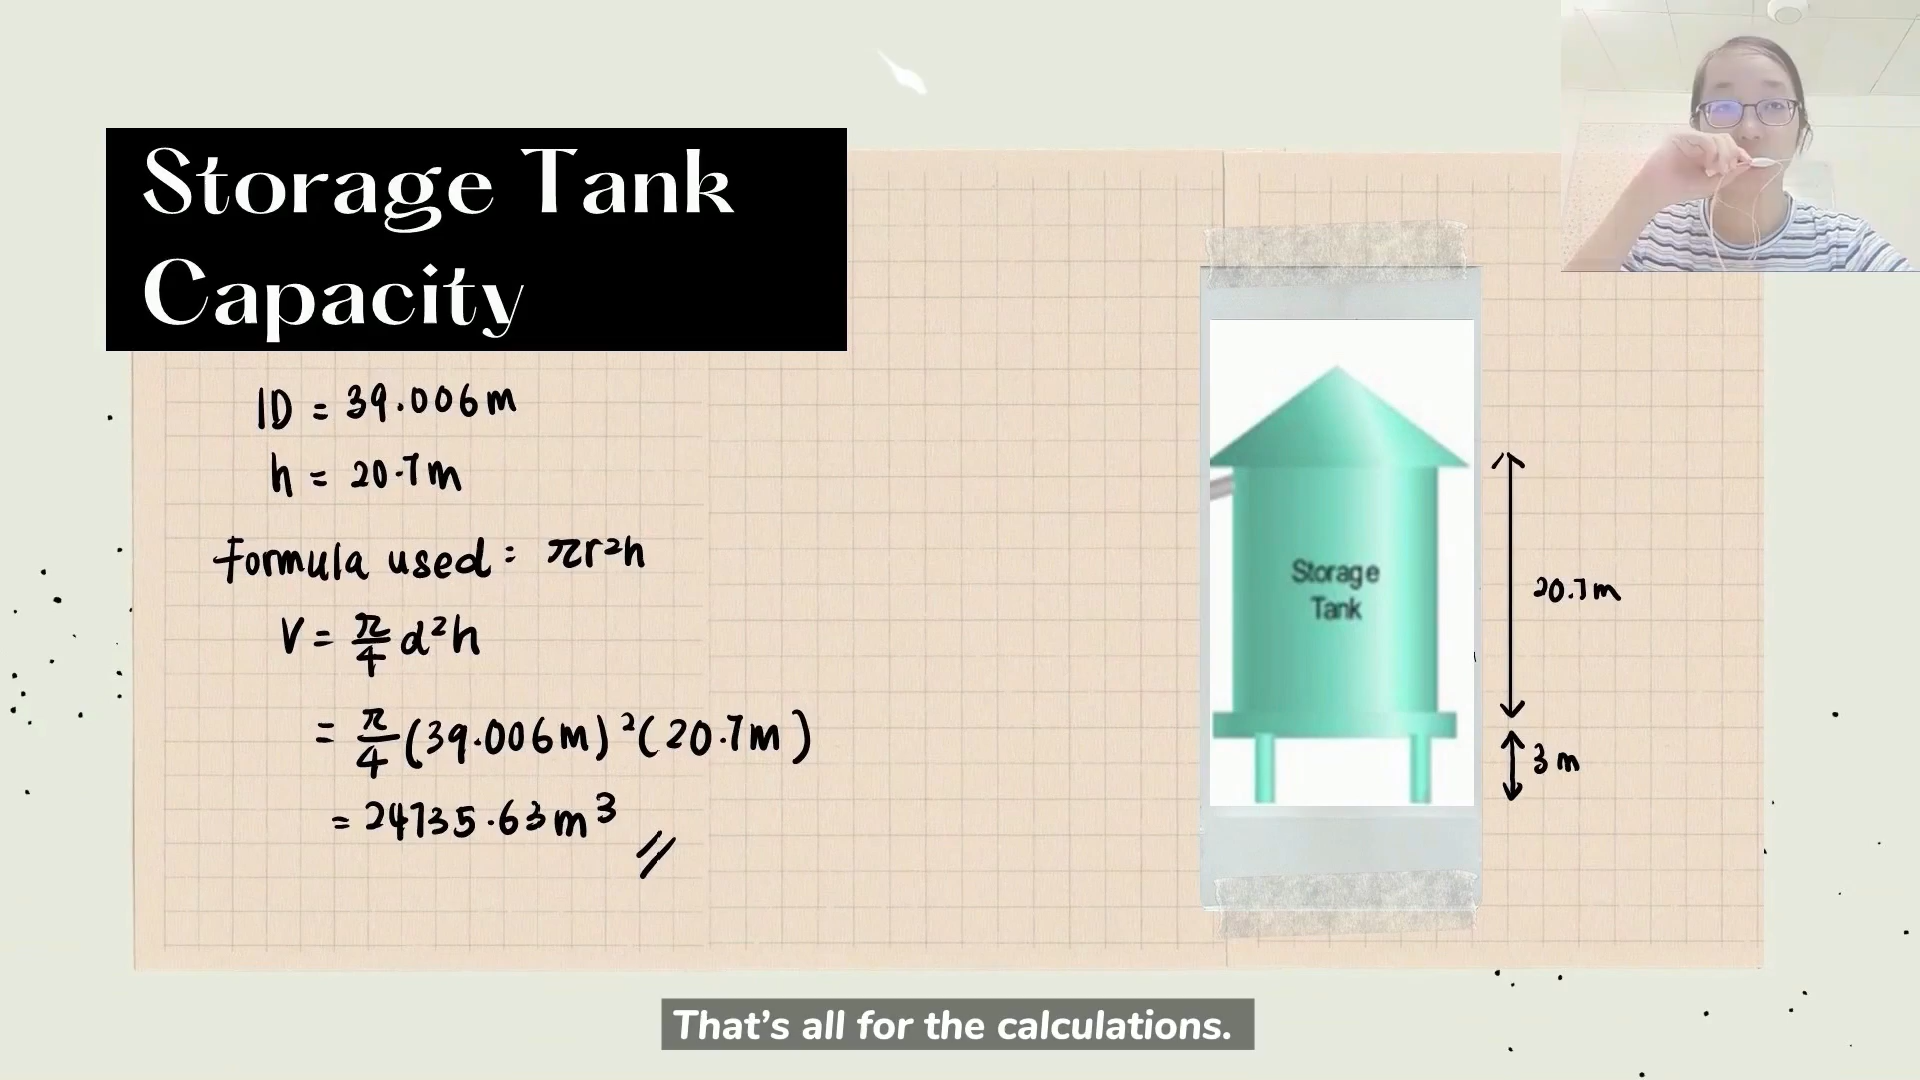 Storage Tank
Capacity
ID = 39.006m
h = 20.7m
Formula used: πr²h
V = π/4 d²h
= π/4 (39.006m)²(20.7m)
= 24735.63m³
Storage
Tank
20.7m
3m
That's all for the calculations.